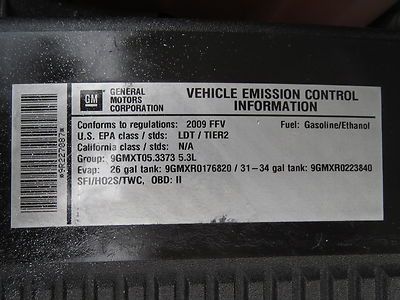 GM
GENERAL MOTORS CORPORATION
VEHICLE EMISSION CONTROL INFORMATION
Conforms to regulations: 2009 FFV Fuel: Gasoline/Ethanol
U.S. EPA class / stds: LDT / TIER2
California class / stds: N/A
Group: 9GMXT05.3373 5.3L
Evap: 26 gal tank: 9GMXR0176820 / 31-34 gal tank: 9GMXR0223840
SFI/HO2S/TWC, OBD: II
*9R227087*